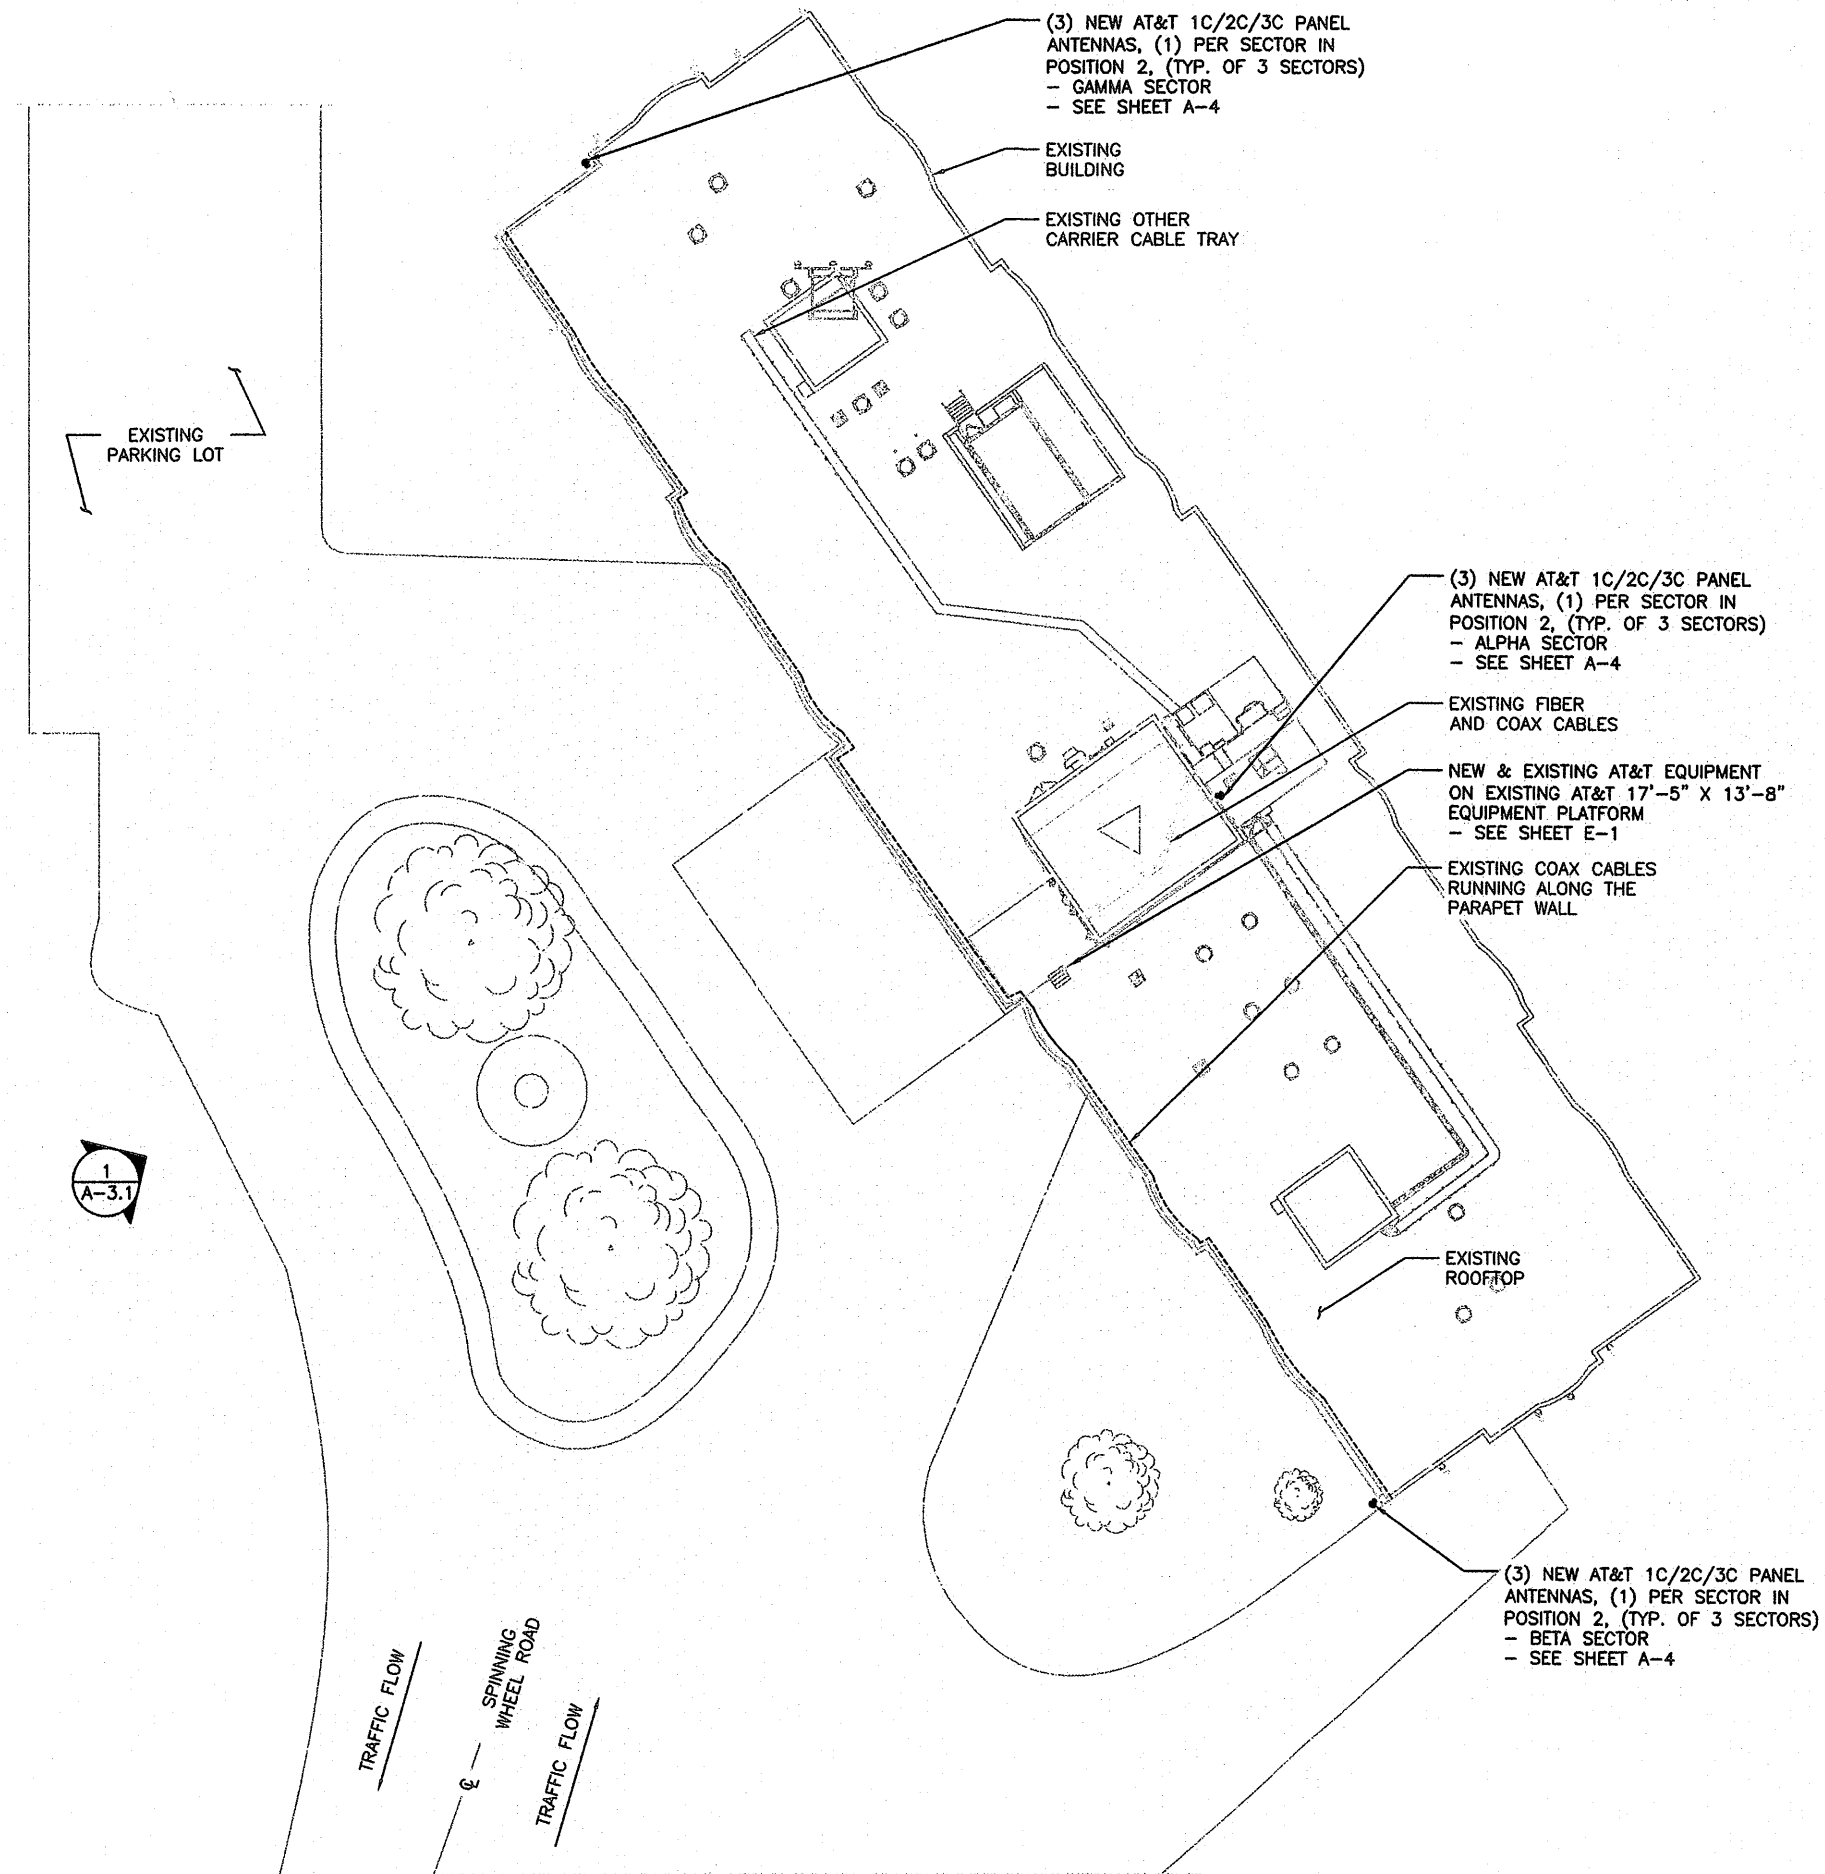 (3) NEW AT&T 1C/2C/3C PANEL
ANTENNAS, (1) PER SECTOR IN
POSITION 2, (TYP. OF 3 SECTORS)
– GAMMA SECTOR
– SEE SHEET A–4
EXISTING
BUILDING
EXISTING OTHER
CARRIER CABLE TRAY
EXISTING
PARKING LOT
(3) NEW AT&T 1C/2C/3C PANEL
ANTENNAS, (1) PER SECTOR IN
POSITION 2, (TYP. OF 3 SECTORS)
– ALPHA SECTOR
– SEE SHEET A–4
EXISTING FIBER
AND COAX CABLES
NEW & EXISTING AT&T EQUIPMENT
ON EXISTING AT&T 17'–5" X 13'–8"
EQUIPMENT PLATFORM
– SEE SHEET E–1
EXISTING COAX CABLES
RUNNING ALONG THE
PARAPET WALL
1
A–3.1
EXISTING
ROOFTOP
(3) NEW AT&T 1C/2C/3C PANEL
ANTENNAS, (1) PER SECTOR IN
POSITION 2, (TYP. OF 3 SECTORS)
– BETA SECTOR
– SEE SHEET A–4
TRAFFIC FLOW
℄
SPINNING
WHEEL ROAD
TRAFFIC FLOW